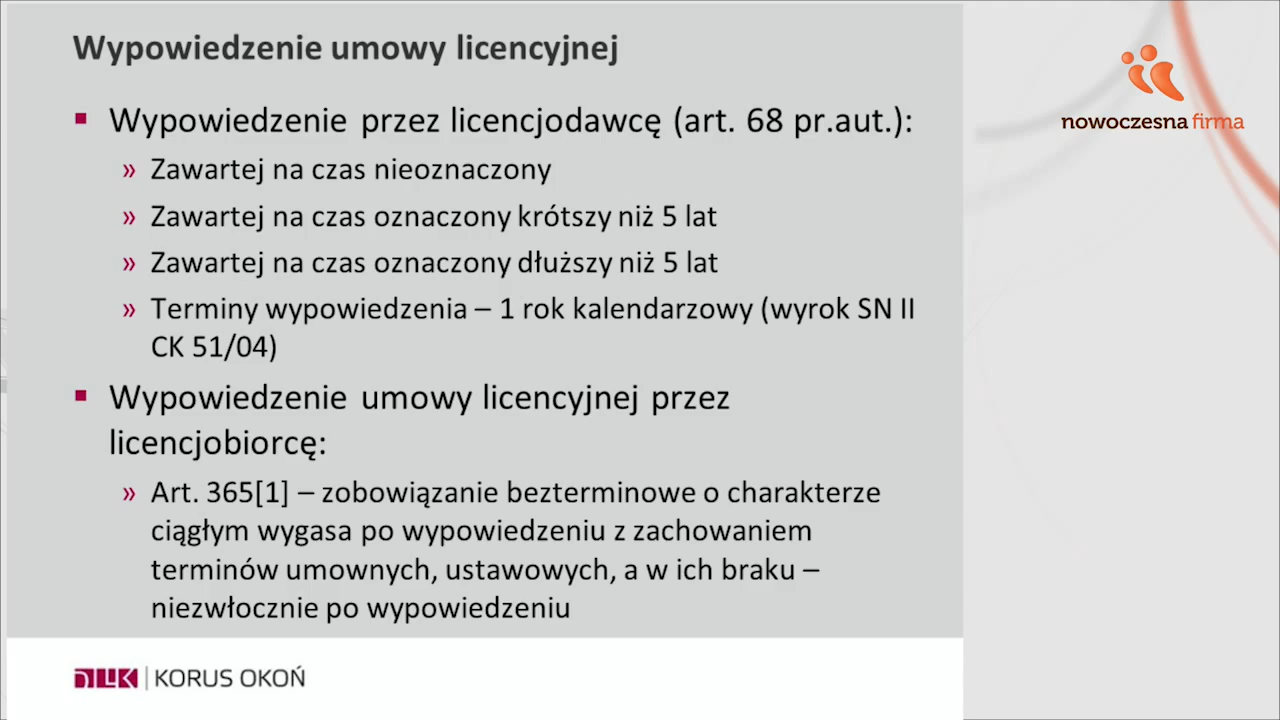 Wypowiedzenie umowy licencyjnej
▪ Wypowiedzenie przez licencjodawcę (art. 68 pr.aut.):
» Zawartej na czas nieoznaczony
» Zawartej na czas oznaczony krótszy niż 5 lat
» Zawartej na czas oznaczony dłuższy niż 5 lat
» Terminy wypowiedzenia – 1 rok kalendarzowy (wyrok SN II
CK 51/04)
▪ Wypowiedzenie umowy licencyjnej przez
licencjobiorcę:
» Art. 365[1] – zobowiązanie bezterminowe o charakterze
ciągłym wygasa po wypowiedzeniu z zachowaniem
terminów umownych, ustawowych, a w ich braku –
niezwłocznie po wypowiedzeniu
KORUS OKOŃ
nowoczesna firma